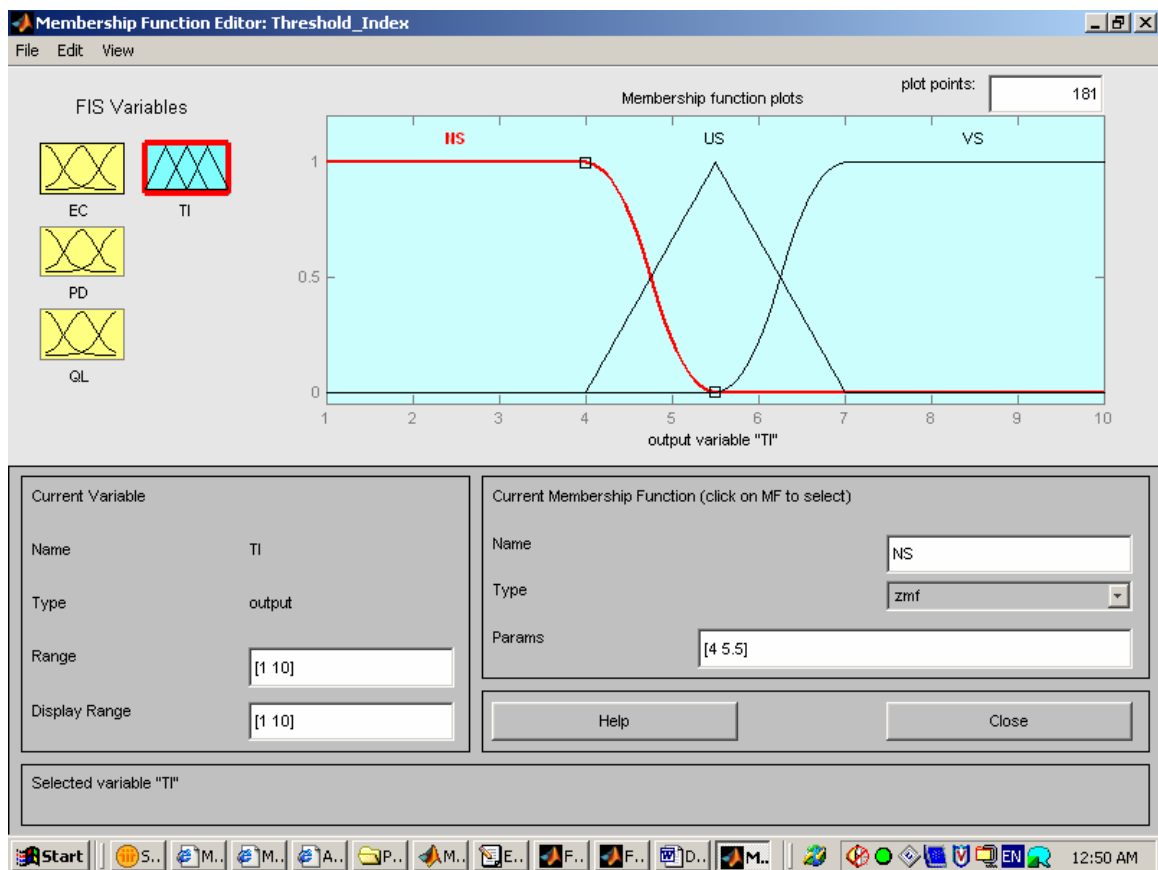 Membership Function Editor: Threshold_Index
File Edit View
FIS Variables
EC
TI
PD
QL
Membership function plots
plot points:
181
NS
US
VS
1
0.5
0
1 2 3 4 5 6 7 8 9 10
output variable "TI"
Current Variable
Name TI
Type output
Range [1 10]
Display Range [1 10]
Current Membership Function (click on MF to select)
Name NS
Type zmf
Params [4 5.5]
Help
Close
Selected variable "TI"
Start S.. M.. M.. A.. P.. M.. E.. F.. F.. D.. M.. EN 12:50 AM